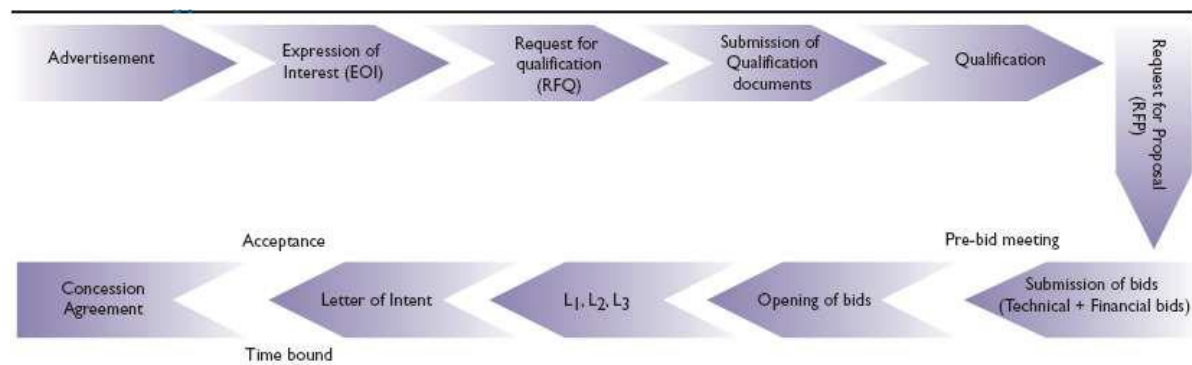 Advertisement
Expression of
Interest (EOI)
Request for
qualification
(RFQ)
Submission of
Qualification
documents
Qualification
Request for Proposal
(RFP)
Pre-bid meeting
Submission of bids
(Technical + Financial bids)
Opening of bids
L1, L2, L3
Letter of Intent
Acceptance
Time bound
Concession
Agreement